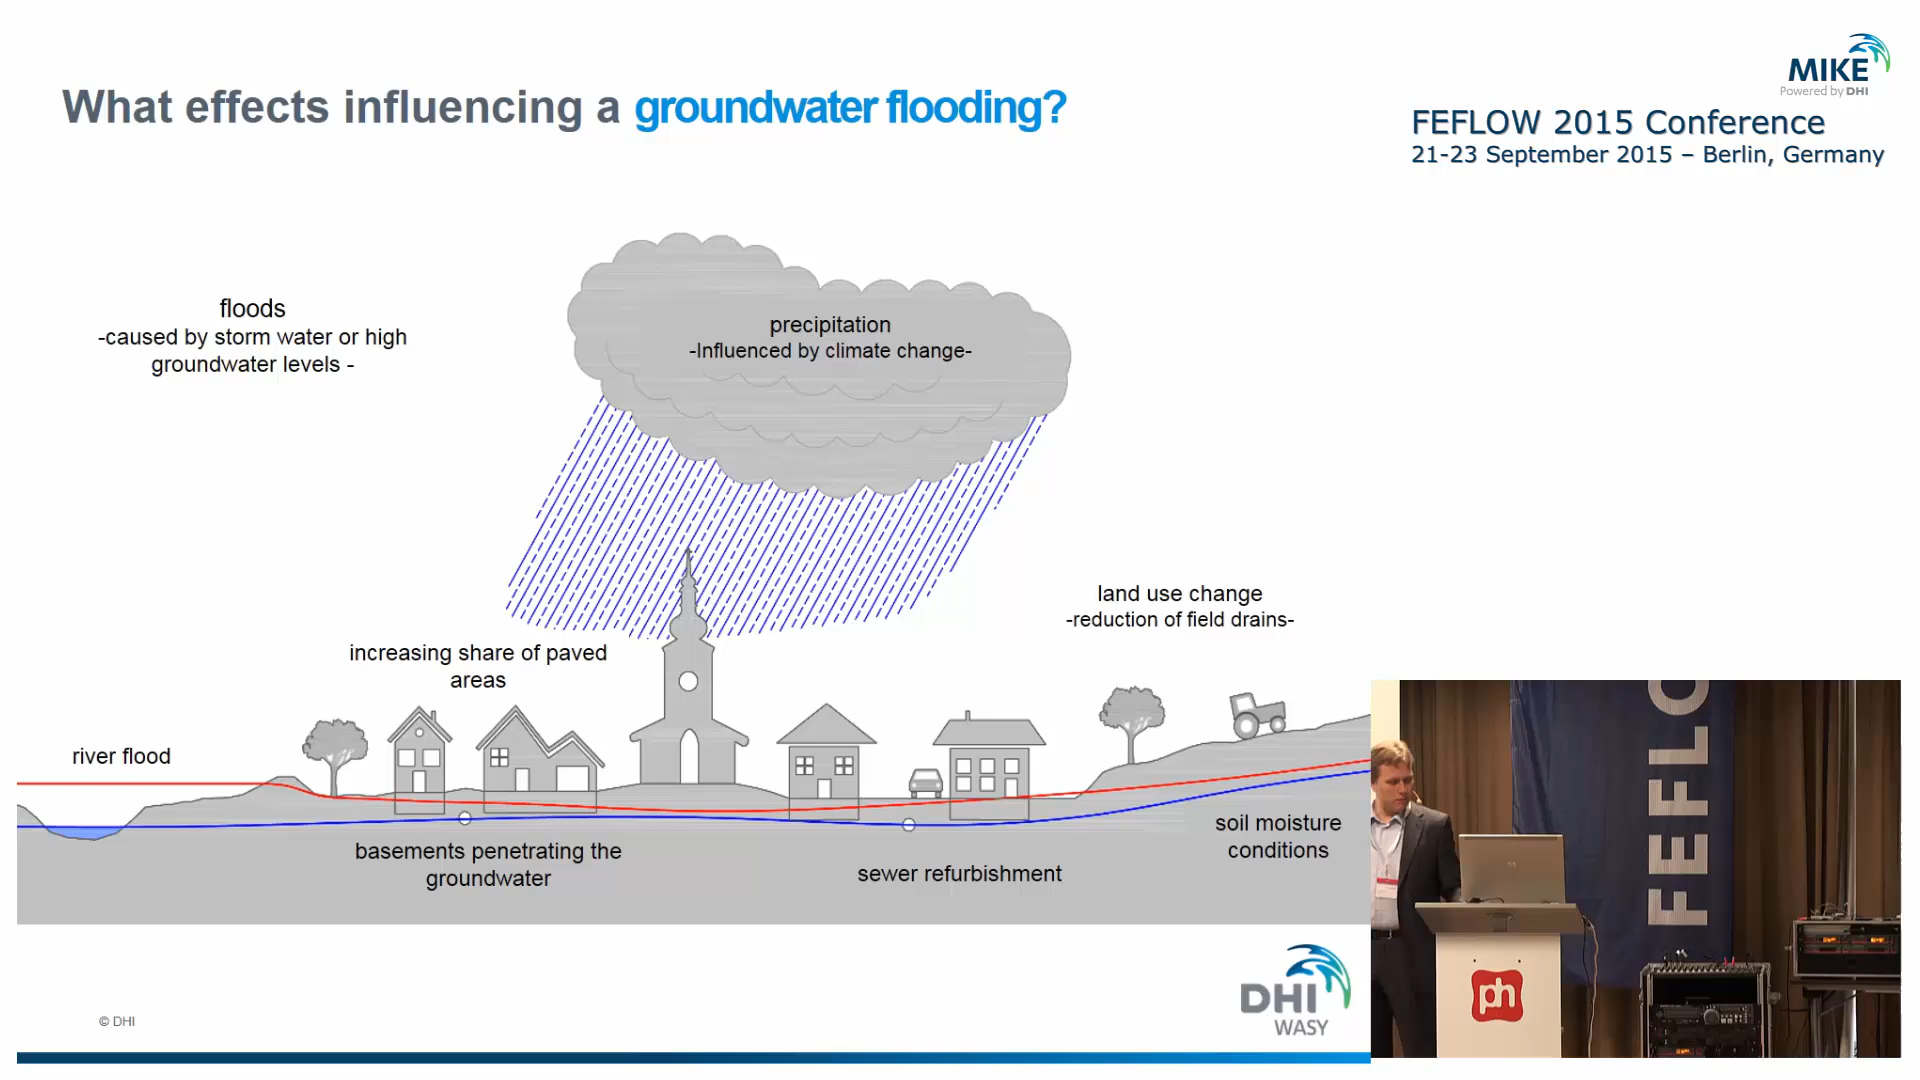 What effects influencing a groundwater flooding?
MIKE
Powered by DHI
FEFLOW 2015 Conference
21-23 September 2015 – Berlin, Germany
floods
-caused by storm water or high
groundwater levels -
precipitation
-Influenced by climate change-
land use change
-reduction of field drains-
increasing share of paved
areas
river flood
basements penetrating the
groundwater
sewer refurbishment
soil moisture
conditions
FEFLO
ph
DHI
WASY
© DHI